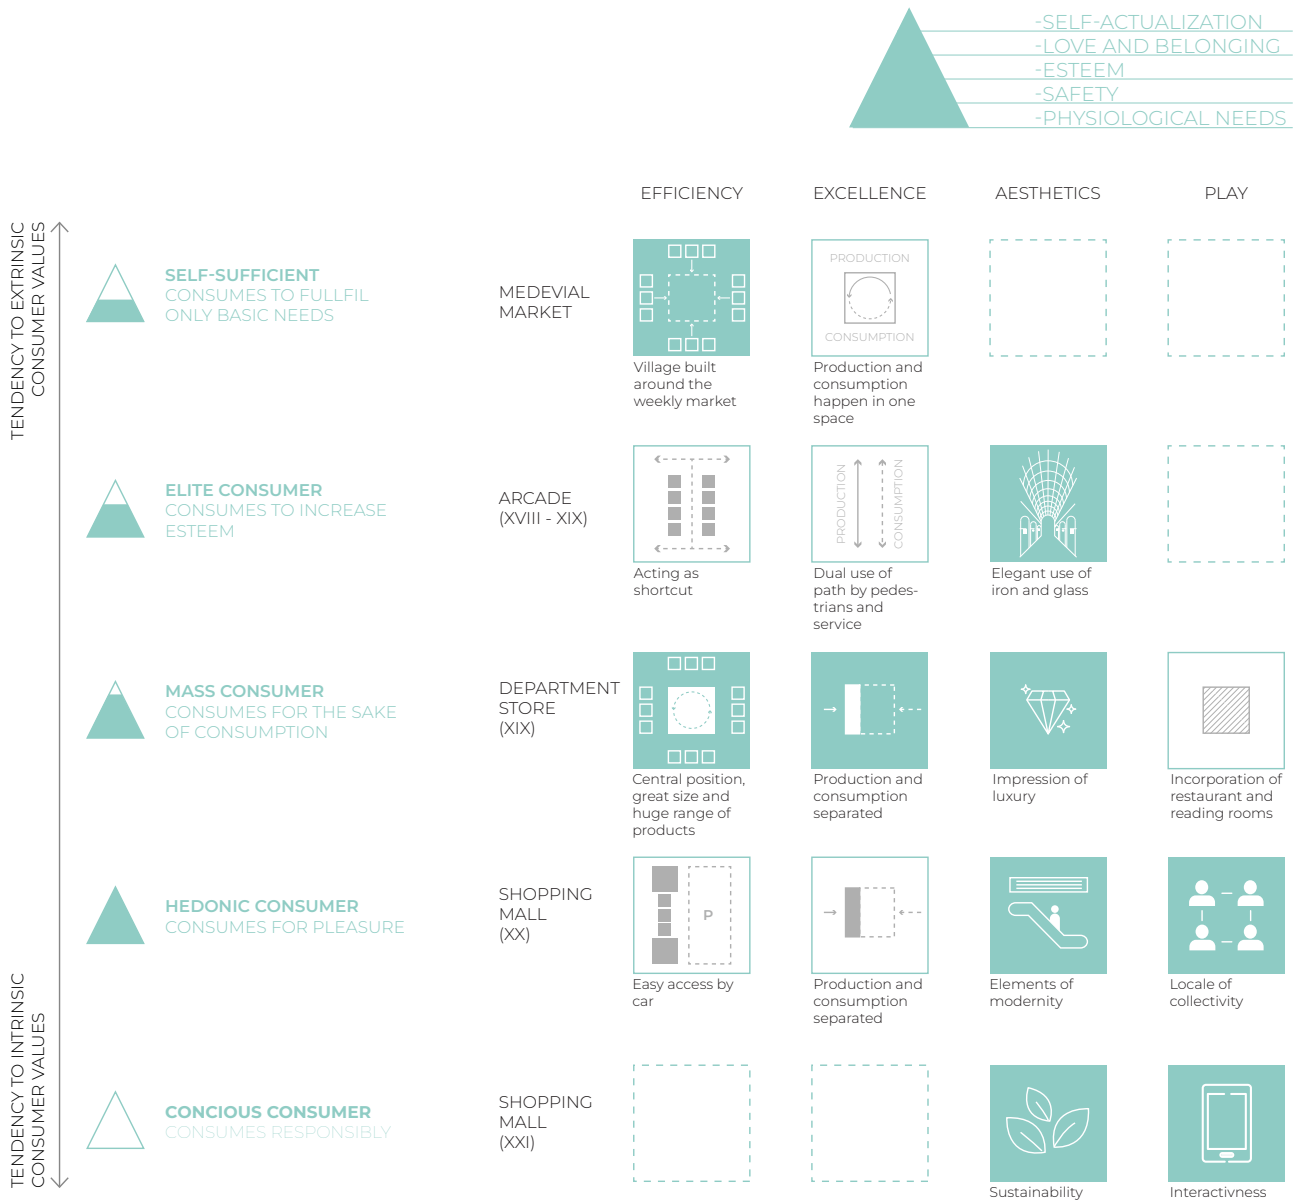 -SELF-ACTUALIZATION
-LOVE AND BELONGING
-ESTEEM
-SAFETY
-PHYSIOLOGICAL NEEDS
EFFICIENCY
EXCELLENCE
AESTHETICS
PLAY
TENDENCY TO EXTRINSIC
CONSUMER VALUES
SELF-SUFFICIENT
CONSUMES TO FULLFIL
ONLY BASIC NEEDS
MEDEVIAL
MARKET
Village built
around the
weekly market
PRODUCTION
CONSUMPTION
Production and
consumption
happen in one
space
ELITE CONSUMER
CONSUMES TO INCREASE
ESTEEM
ARCADE
(XVIII - XIX)
Acting as
shortcut
PRODUCTION
CONSUMPTION
Dual use of
path by pedes-
trians and
service
Elegant use of
iron and glass
MASS CONSUMER
CONSUMES FOR THE SAKE
OF CONSUMPTION
DEPARTMENT
STORE
(XIX)
Central position,
great size and
huge range of
products
Production and
consumption
separated
Impression of
luxury
Incorporation of
restaurant and
reading rooms
HEDONIC CONSUMER
CONSUMES FOR PLEASURE
SHOPPING
MALL
(XX)
P
Easy access by
car
Production and
consumption
separated
Elements of
modernity
Locale of
collectivity
TENDENCY TO INTRINSIC
CONSUMER VALUES
CONCIOUS CONSUMER
CONSUMES RESPONSIBLY
SHOPPING
MALL
(XXI)
Sustainability
Interactivness